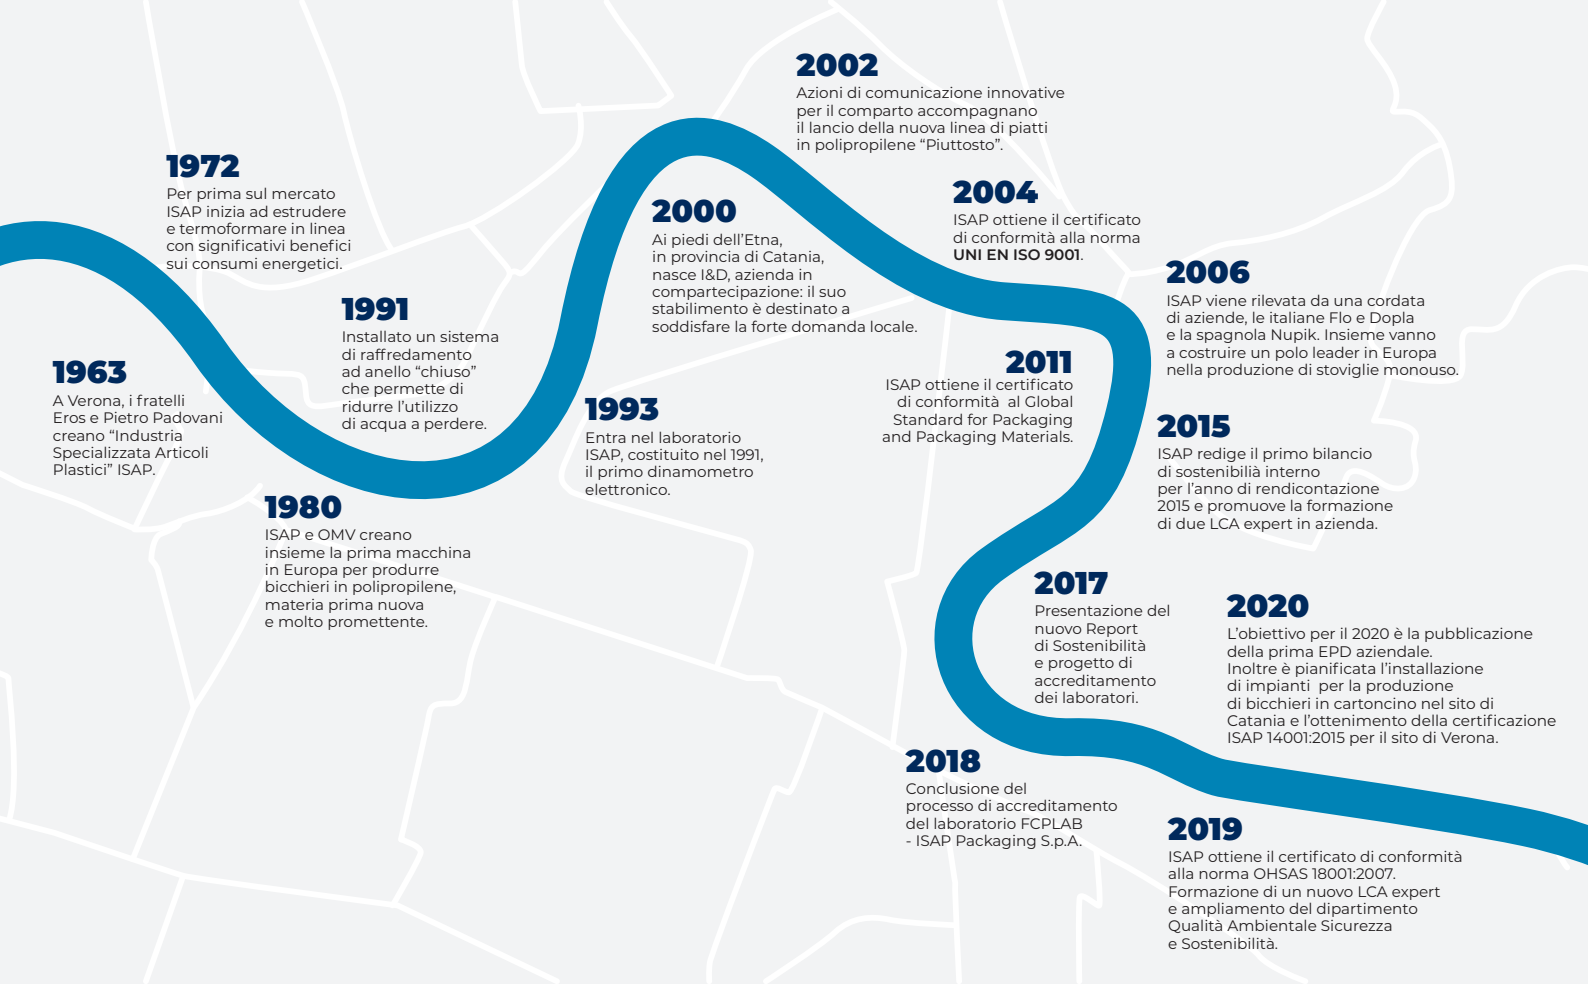 1963
A Verona, i fratelli
Eros e Pietro Padovani
creano “Industria
Specializzata Articoli
Plastici” ISAP.
1972
Per prima sul mercato
ISAP inizia ad estrudere
e termoformare in linea
con significativi benefici
sui consumi energetici.
1980
ISAP e OMV creano
insieme la prima macchina
in Europa per produrre
bicchieri in polipropilene,
materia prima nuova
e molto promettente.
1991
Installato un sistema
di raffredamento
ad anello “chiuso”
che permette di
ridurre l’utilizzo
di acqua a perdere.
1993
Entra nel laboratorio
ISAP, costituito nel 1991,
il primo dinamometro
elettronico.
2000
Ai piedi dell’Etna,
in provincia di Catania,
nasce I&D, azienda in
compartecipazione: il suo
stabilimento è destinato a
soddisfare la forte domanda locale.
2002
Azioni di comunicazione innovative
per il comparto accompagnano
il lancio della nuova linea di piatti
in polipropilene “Piuttosto”.
2004
ISAP ottiene il certificato
di conformità alla norma
UNI EN ISO 9001.
2006
ISAP viene rilevata da una cordata
di aziende, le italiane Flo e Dopla
e la spagnola Nupik. Insieme vanno
a costruire un polo leader in Europa
nella produzione di stoviglie monouso.
2011
ISAP ottiene il certificato
di conformità  al Global
Standard for Packaging
and Packaging Materials.
2015
ISAP redige il primo bilancio
di sostenibilià interno
per l’anno di rendicontazione
2015 e promuove la formazione
di due LCA expert in azienda.
2017
Presentazione del
nuovo Report
di Sostenibilità
e progetto di
accreditamento
dei laboratori.
2018
Conclusione del
processo di accreditamento
del laboratorio FCPLAB
- ISAP Packaging S.p.A.
2019
ISAP ottiene il certificato di conformità
alla norma OHSAS 18001:2007.
Formazione di un nuovo LCA expert
e ampliamento del dipartimento
Qualità Ambientale Sicurezza
e Sostenibilità.
2020
L’obiettivo per il 2020 è la pubblicazione
della prima EPD aziendale.
Inoltre è pianificata l’installazione
di impianti  per la produzione
di bicchieri in cartoncino nel sito di
Catania e l’ottenimento della certificazione
ISAP 14001:2015 per il sito di Verona.